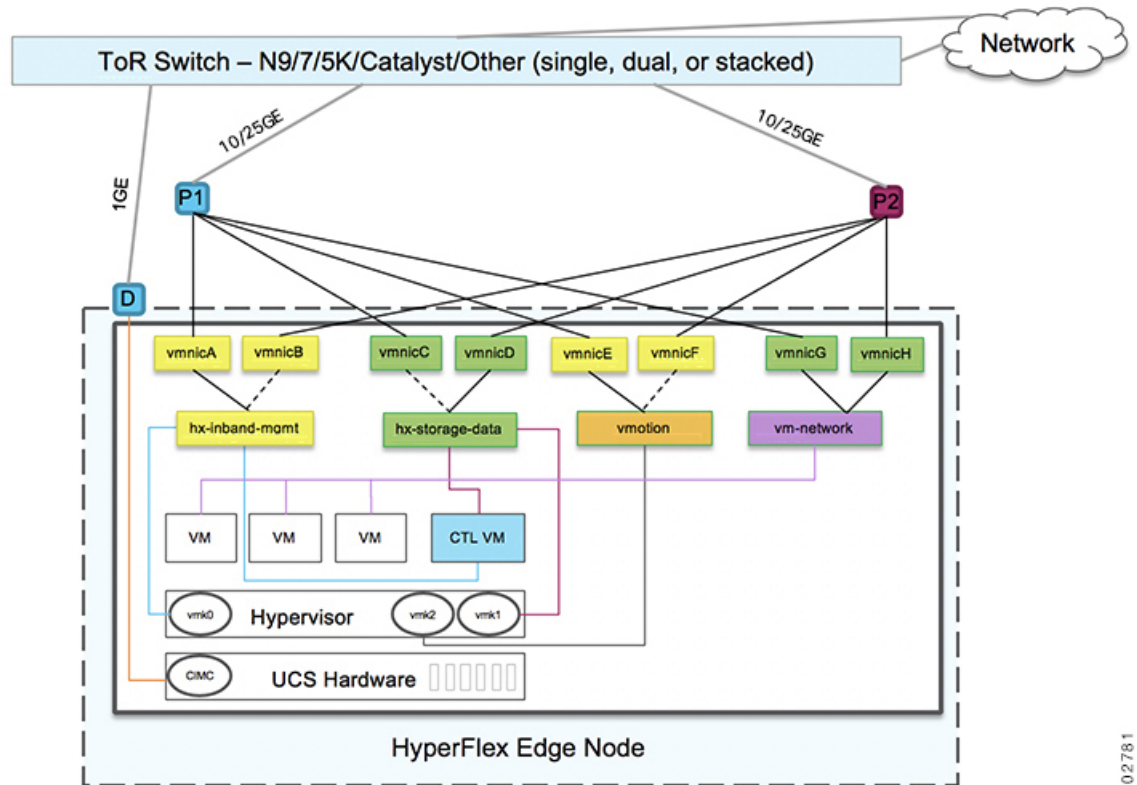 Network
ToR Switch – N9/7/5K/Catalyst/Other (single, dual, or stacked)
10/25GE
10/25GE
1GE
P1
P2
D
vmnicA
vmnicB
vmnicC
vmnicD
vmnicE
vmnicF
vmnicG
vmnicH
hx-inband-mgmt
hx-storage-data
vmotion
vm-network
VM
VM
VM
CTL VM
vmk0
Hypervisor
vmk2
vmk1
CIMC
UCS Hardware
HyperFlex Edge Node
02781